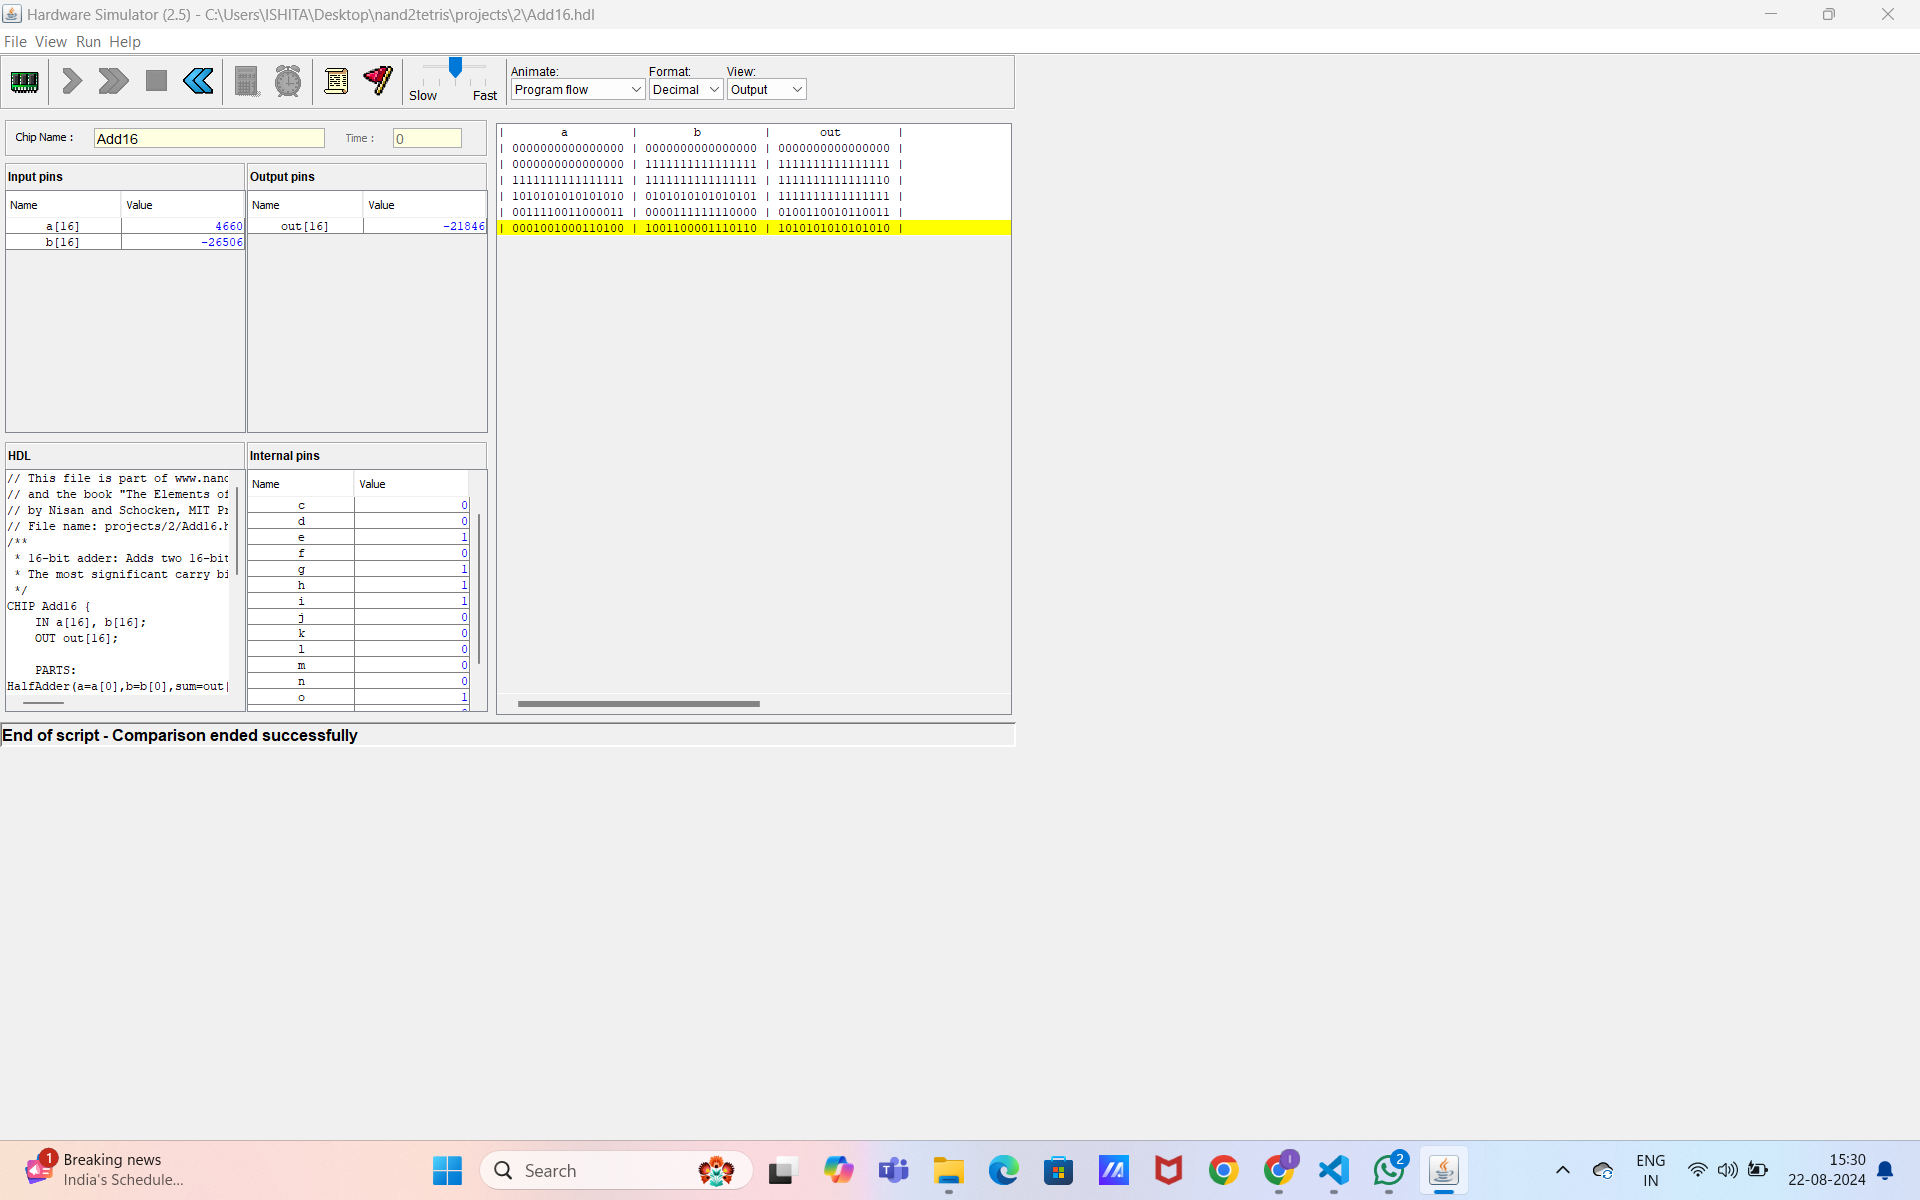 Hardware Simulator (2.5) - C:\Users\ISHITA\Desktop\nand2tetris\projects\2\Add16.hdl
File View Run Help
Slow Fast
Animate: Format: View:
Program flow Decimal Output
Chip Name : Add16 Time : 0
Input pins Output pins
Name Value Name Value
a[16] 4660 out[16] -21846
b[16] -26506
| a | b | out |
| 0000000000000000 | 0000000000000000 | 0000000000000000 |
| 0000000000000000 | 1111111111111111 | 1111111111111111 |
| 1111111111111111 | 1111111111111111 | 1111111111111110 |
| 1010101010101010 | 0101010101010101 | 1111111111111111 |
| 0011110011000011 | 0000111111110000 | 0100110010110011 |
| 0001001000110100 | 1001100001110110 | 1010101010101010 |
HDL
// This file is part of www.nand
// and the book "The Elements of
// by Nisan and Schocken, MIT Pr
// File name: projects/2/Add16.h
/**
* 16-bit adder: Adds two 16-bit
* The most significant carry bi
*/
CHIP Add16 {
IN a[16], b[16];
OUT out[16];
PARTS:
HalfAdder(a=a[0],b=b[0],sum=out[
Internal pins
Name Value
c 0
d 0
e 1
f 0
g 1
h 1
i 1
j 0
k 0
l 0
m 0
n 0
o 1
End of script - Comparison ended successfully
1
Breaking news
India's Schedule...
Search
2
ENG
IN
15:30
22-08-2024